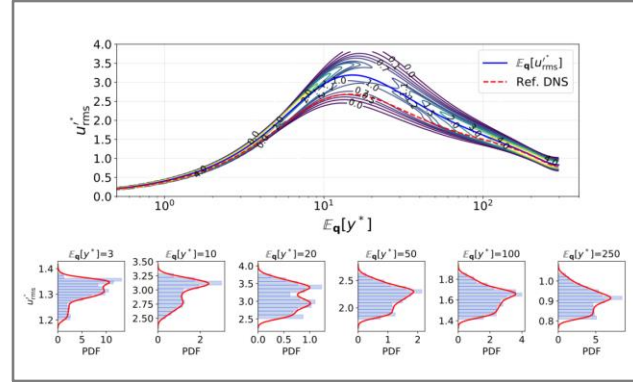 4.0
3.5
3.0
2.5
2.0
1.5
1.0
0.5
0.0
u′*rms
𝔼q[u′*rms]
Ref. DNS
10⁰ 10¹ 10²
𝔼q[y*]
𝔼q[y*]=3 𝔼q[y*]=10 𝔼q[y*]=20 𝔼q[y*]=50 𝔼q[y*]=100 𝔼q[y*]=250
u′*rms
1.4
1.3
1.2
0 5 10
PDF
3.50
3.25
3.00
2.75
2.50
0 2
PDF
4.0
3.5
3.0
2.5
0.0 0.5 1.0
PDF
2.5
2.0
0 1 2
PDF
2.0
1.8
1.6
1.4
0 2 4
PDF
1.0
0.9
0.8
0 5
PDF